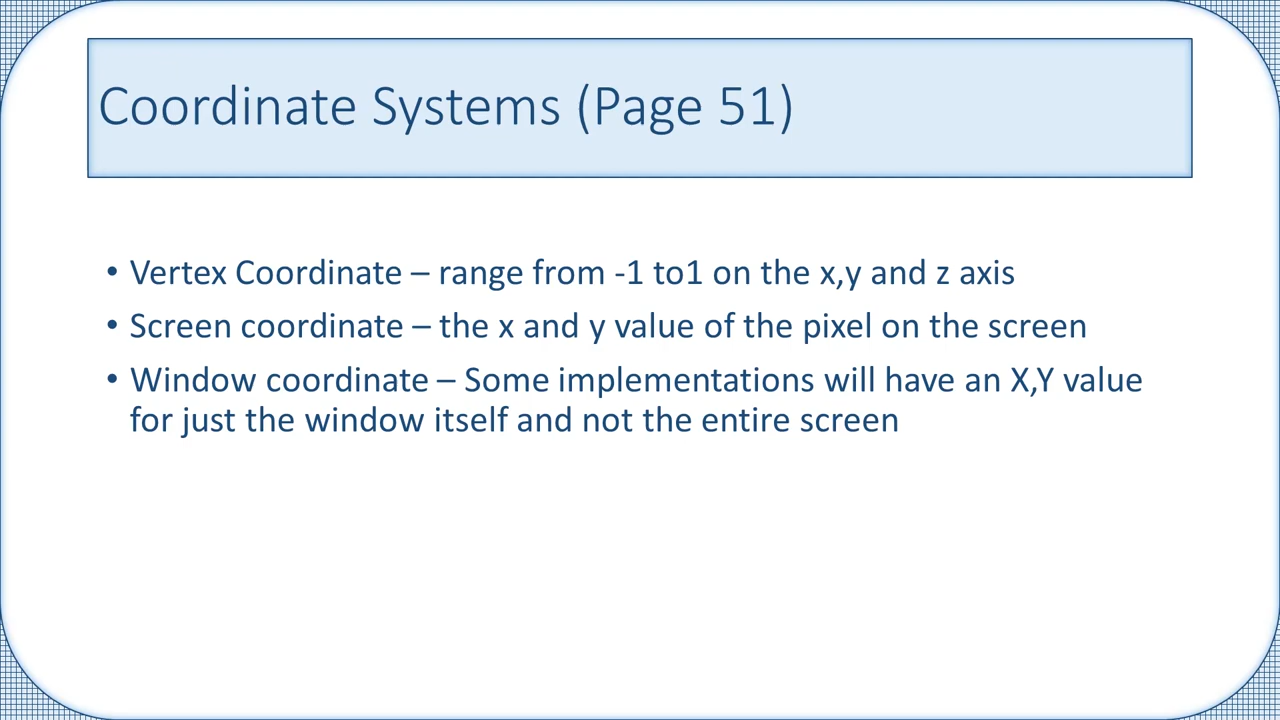 Coordinate Systems (Page 51)
• Vertex Coordinate – range from -1 to1 on the x,y and z axis
• Screen coordinate – the x and y value of the pixel on the screen
• Window coordinate – Some implementations will have an X,Y value
for just the window itself and not the entire screen